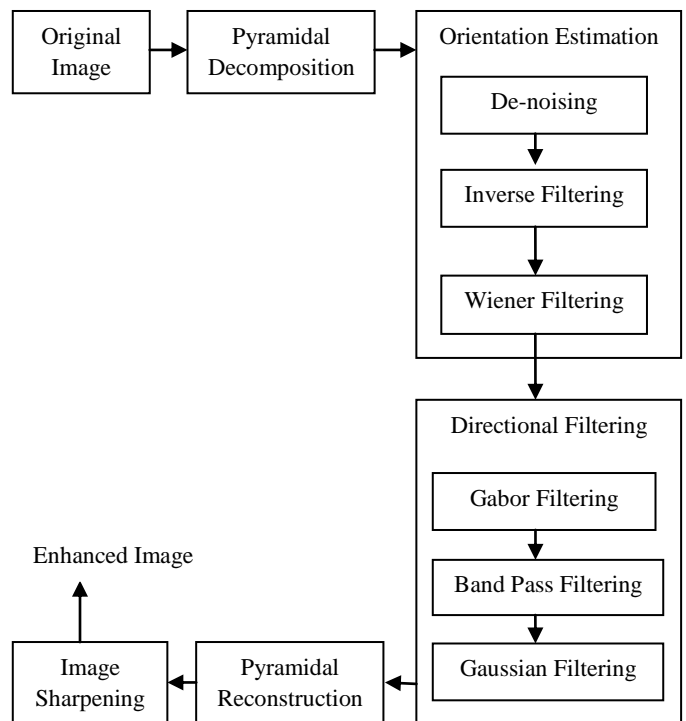 Original
Image
Pyramidal
Decomposition
Orientation Estimation
De-noising
Inverse Filtering
Wiener Filtering
Directional Filtering
Gabor Filtering
Band Pass Filtering
Gaussian Filtering
Pyramidal
Reconstruction
Image
Sharpening
Enhanced Image